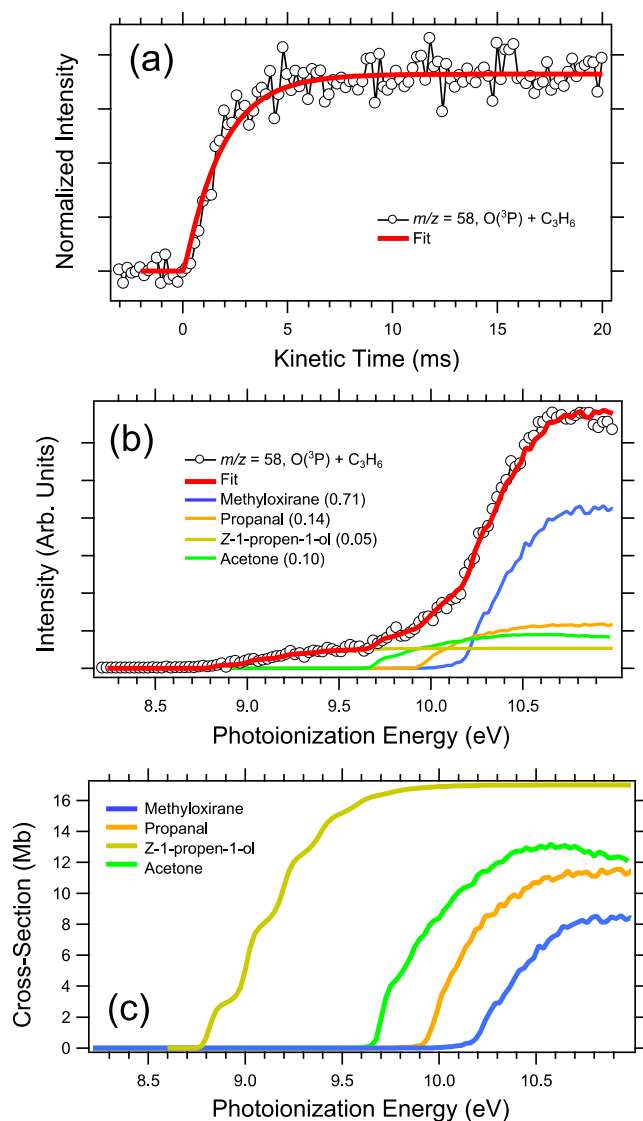 (a)
Normalized Intensity
m/z = 58, O(³P) + C₃H₆
Fit
0 5 10 15 20
Kinetic Time (ms)
(b)
Intensity (Arb. Units)
m/z = 58, O(³P) + C₃H₆
Fit
Methyloxirane (0.71)
Propanal (0.14)
Z-1-propen-1-ol (0.05)
Acetone (0.10)
8.5 9.0 9.5 10.0 10.5
Photoionization Energy (eV)
Cross-Section (Mb)
16
14
12
10
8
6
4
2
0
Methyloxirane
Propanal
Z-1-propen-1-ol
Acetone
(c)
8.5 9.0 9.5 10.0 10.5
Photoionization Energy (eV)